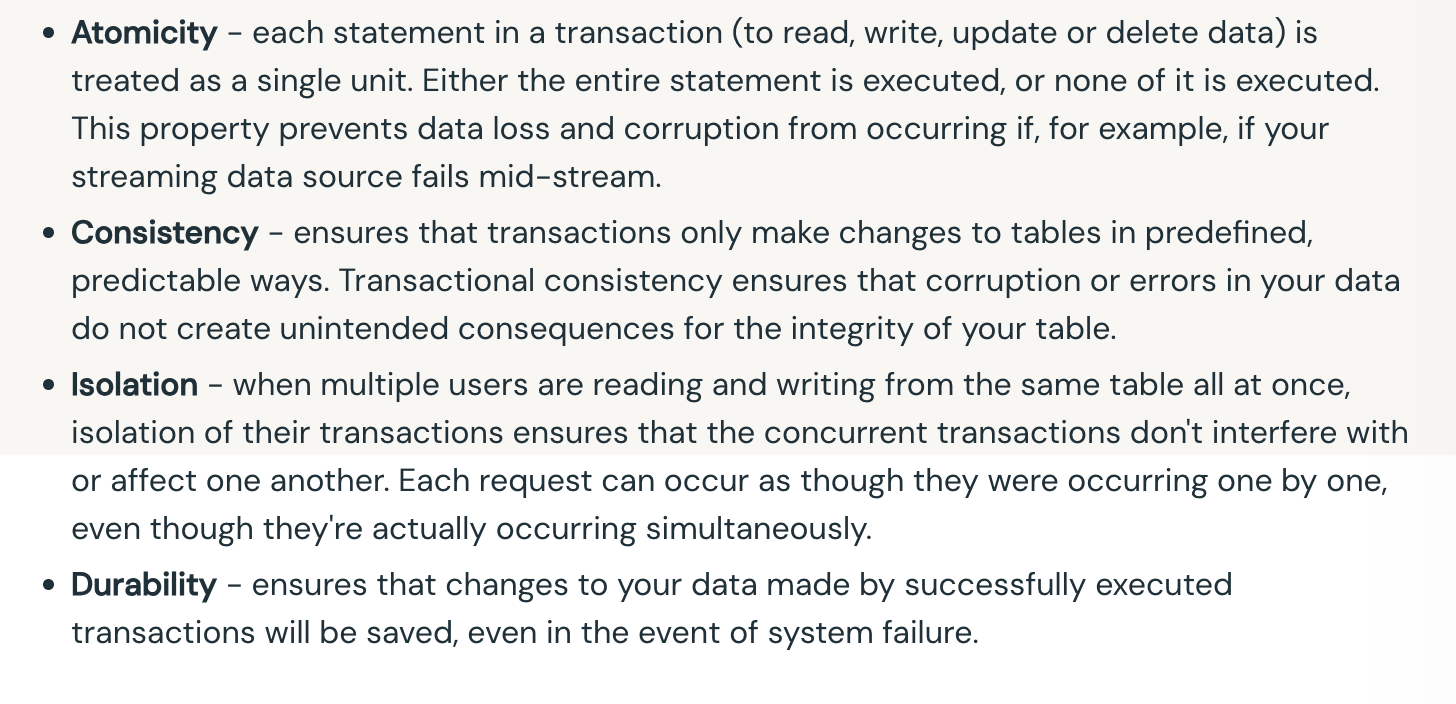 • Atomicity - each statement in a transaction (to read, write, update or delete data) is
treated as a single unit. Either the entire statement is executed, or none of it is executed.
This property prevents data loss and corruption from occurring if, for example, if your
streaming data source fails mid-stream.
• Consistency - ensures that transactions only make changes to tables in predefined,
predictable ways. Transactional consistency ensures that corruption or errors in your data
do not create unintended consequences for the integrity of your table.
• Isolation - when multiple users are reading and writing from the same table all at once,
isolation of their transactions ensures that the concurrent transactions don't interfere with
or affect one another. Each request can occur as though they were occurring one by one,
even though they're actually occurring simultaneously.
• Durability - ensures that changes to your data made by successfully executed
transactions will be saved, even in the event of system failure.